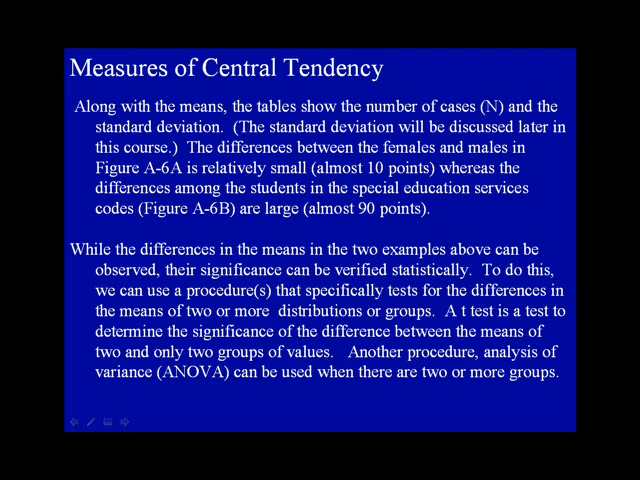 Measures of Central Tendency
Along with the means, the tables show the number of cases (N) and the
standard deviation.  (The standard deviation will be discussed later in
this course.)  The differences between the females and males in
Figure A-6A is relatively small (almost 10 points) whereas the
differences among the students in the special education services
codes (Figure A-6B) are large (almost 90 points).
While the differences in the means in the two examples above can be
observed, their significance can be verified statistically.  To do this,
we can use a procedure(s) that specifically tests for the differences in
the means of two or more  distributions or groups.  A t test is a test to
determine the significance of the difference between the means of
two and only two groups of values.   Another procedure, analysis of
variance (ANOVA) can be used when there are two or more groups.